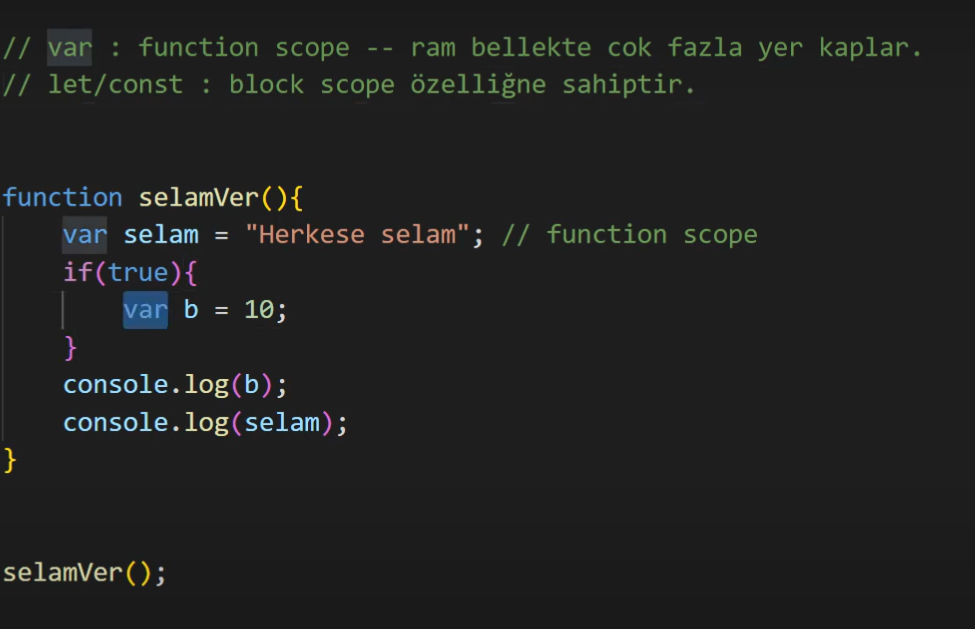 // var : function scope -- ram bellekte cok fazla yer kaplar.
// let/const : block scope özelliğne sahiptir.
function selamVer(){
    var selam = "Herkese selam"; // function scope
    if(true){
        var b = 10;
    }
    console.log(b);
    console.log(selam);
}
selamVer();